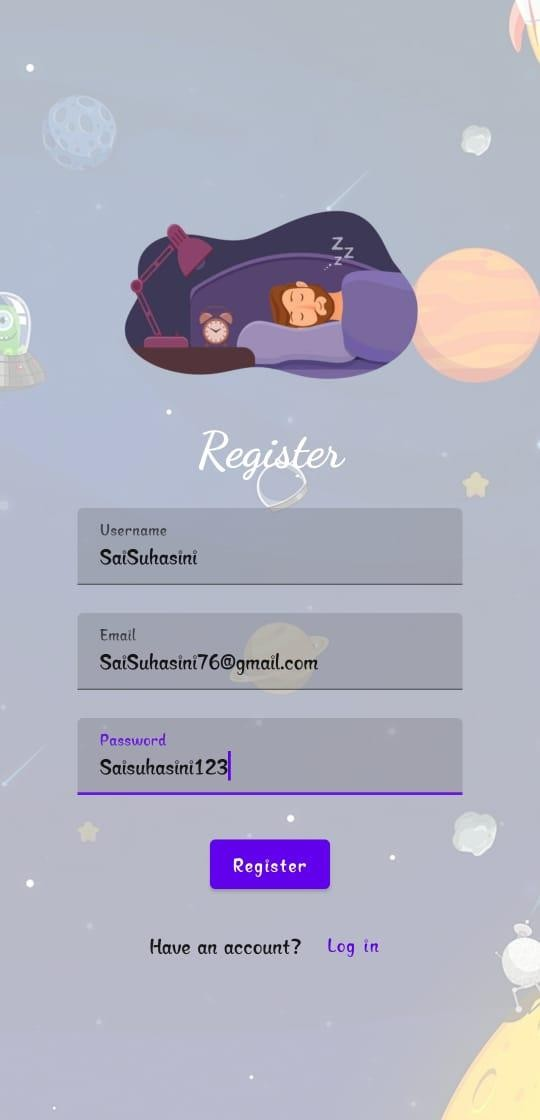 Z
Z
Z
Register
Username
SaiSuhasini
Email
SaiSuhasini76@gmail.com
Password
Saisuhasini123
Register
Have an account? Log in